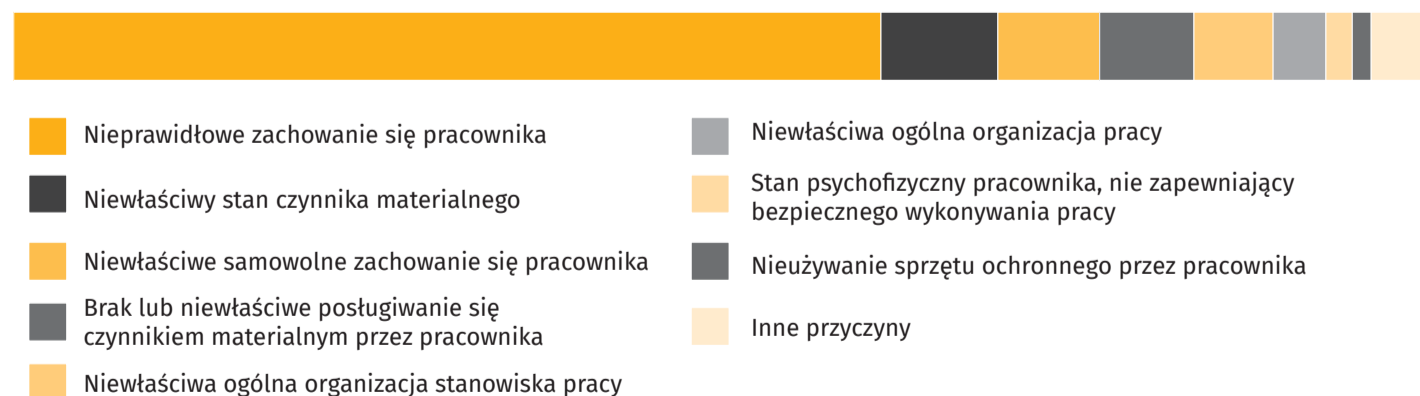 Nieprawidłowe zachowanie się pracownika
Niewłaściwy stan czynnika materialnego
Niewłaściwe samowolne zachowanie się pracownika
Brak lub niewłaściwe posługiwanie się
czynnikiem materialnym przez pracownika
Niewłaściwa ogólna organizacja stanowiska pracy
Niewłaściwa ogólna organizacja pracy
Stan psychofizyczny pracownika, nie zapewniający
bezpiecznego wykonywania pracy
Nieużywanie sprzętu ochronnego przez pracownika
Inne przyczyny